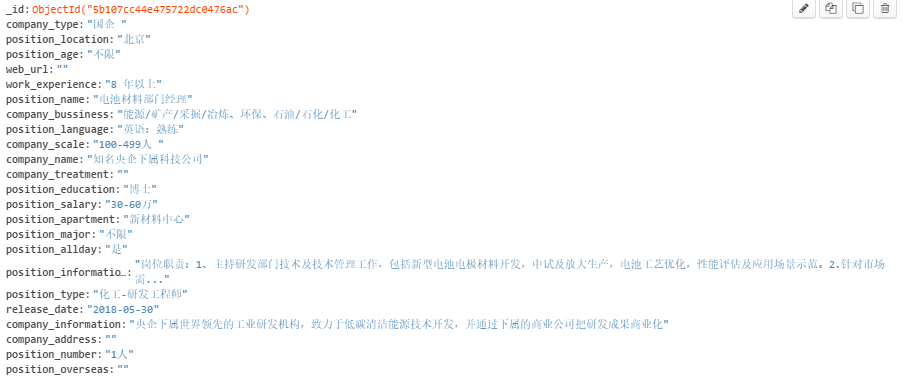 _id:ObjectId("5b107cc44e475722dc0476ac")
company_type:"国企 "
position_location:"北京"
position_age:"不限"
web_url:""
work_experience:"8 年以上"
position_name:"电池材料部门经理"
company_bussiness:"能源/矿产/采掘/冶炼、环保、石油/石化/化工"
position_language:"英语：熟练"
company_scale:"100-499人 "
company_name:"知名央企下属科技公司"
company_treatment:""
position_education:"博士"
position_salary:"30-60万"
position_apartment:"新材料中心"
position_major:"不限"
position_allday:"是"
position_informatio…:"岗位职责：1、主持研发部门技术及技术管理工作，包括新型电池电极材料开发，中试及放大生产，电池工艺优化，性能评估及应用场景示范。2.针对市场
需..."
position_type:"化工-研发工程师"
release_date:"2018-05-30"
company_information:"央企下属世界领先的工业研发机构，致力于低碳清洁能源技术开发，并通过下属的商业公司把研发成果商业化"
company_address:""
position_number:"1人"
position_overseas:""